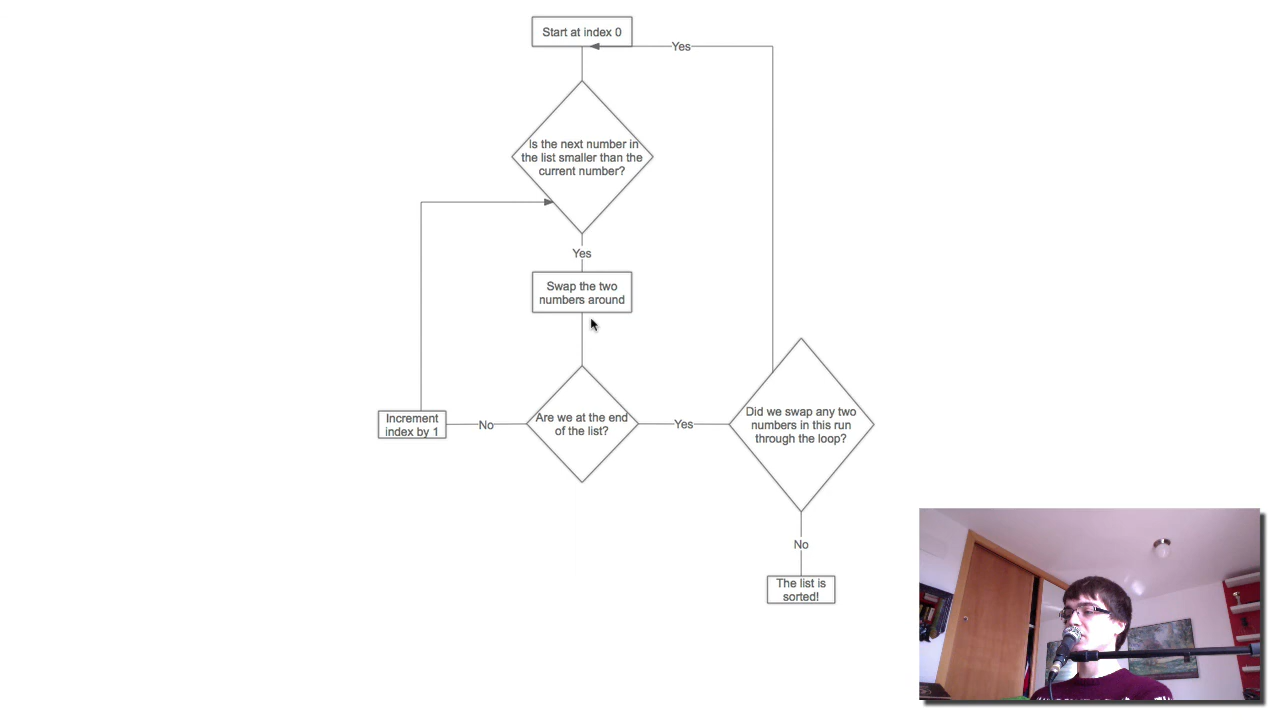 Start at index 0
Yes
Is the next number in
the list smaller than the
current number?
Yes
Swap the two
numbers around
Increment
index by 1
No
Are we at the end
of the list?
Yes
Did we swap any two
numbers in this run
through the loop?
No
The list is
sorted!